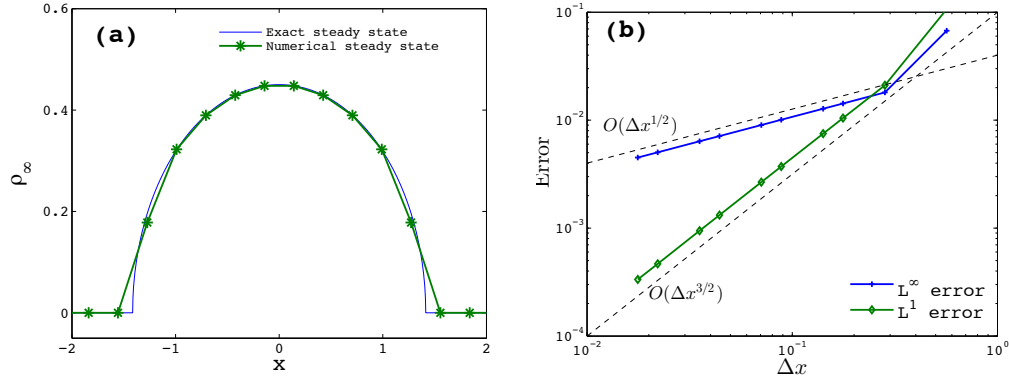 (a)
Exact steady state
Numerical steady state
0.6
0.4
0.2
0
ρ∞
−2
−1
0
1
2
x
(b)
10⁻¹
10⁻²
10⁻³
10⁻⁴
Error
O(Δx^{1/2})
O(Δx^{3/2})
L^∞ error
L¹ error
10⁻²
10⁻¹
10⁰
Δx